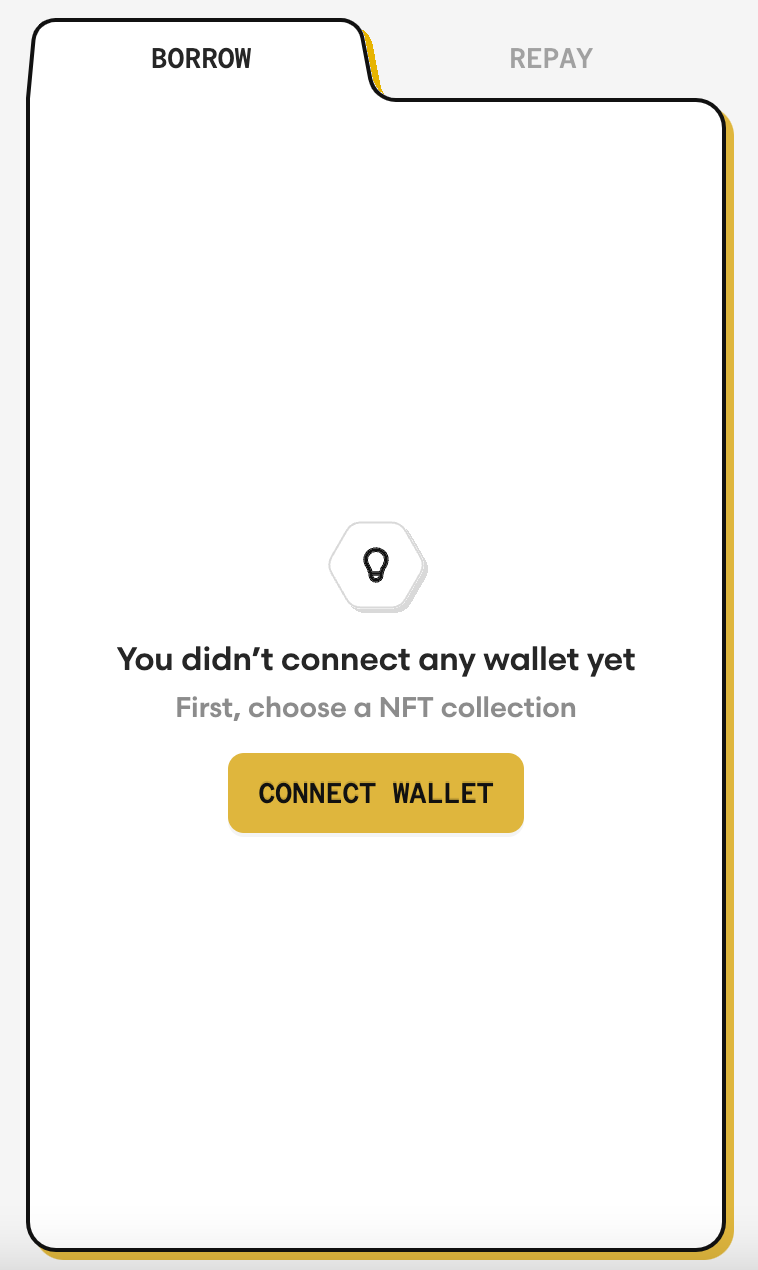 BORROW
REPAY
You didn’t connect any wallet yet
First, choose a NFT collection
CONNECT WALLET